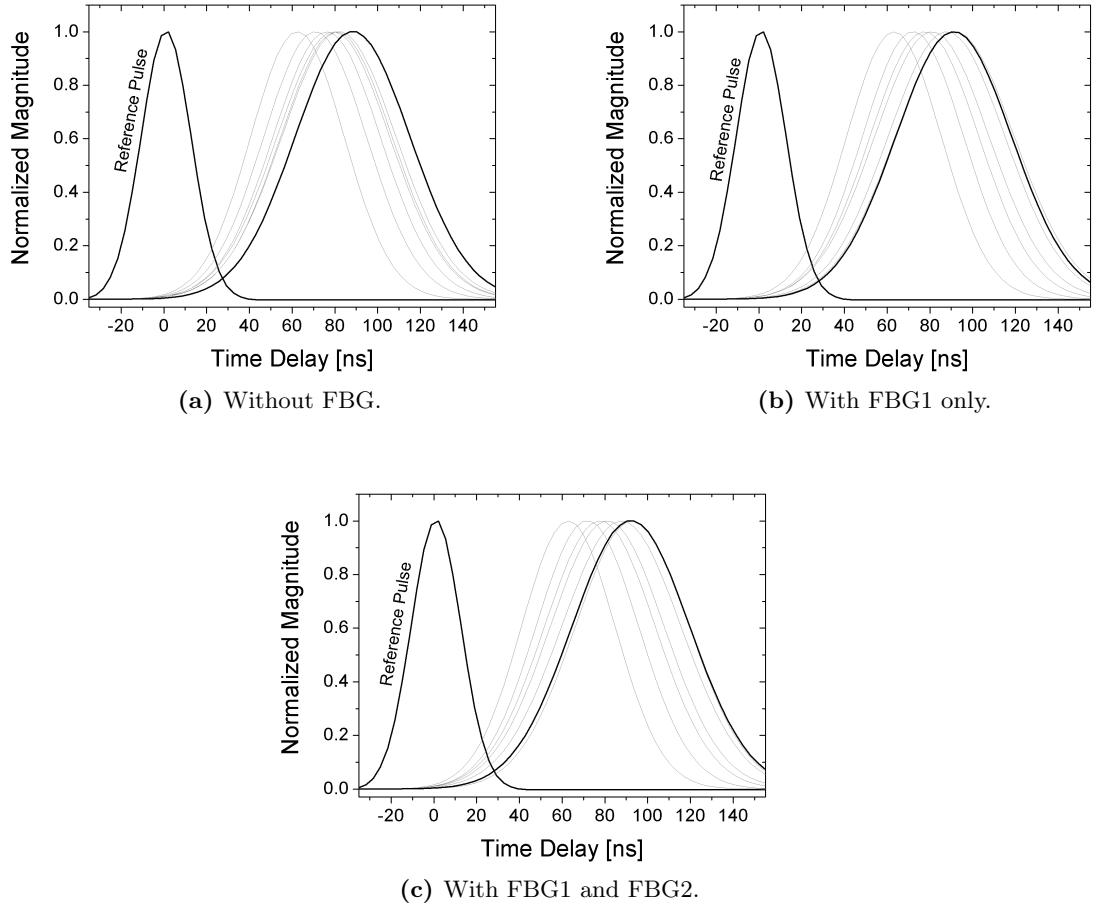 1.0
0.8
0.6
0.4
0.2
0.0
Normalized Magnitude
Reference Pulse
-20 0 20 40 60 80 100 120 140
Time Delay [ns]
(a) Without FBG.
1.0
0.8
0.6
0.4
0.2
0.0
Normalized Magnitude
Reference Pulse
-20 0 20 40 60 80 100 120 140
Time Delay [ns]
(b) With FBG1 only.
1.0
0.8
0.6
0.4
0.2
0.0
Normalized Magnitude
Reference Pulse
-20 0 20 40 60 80 100 120 140
Time Delay [ns]
(c) With FBG1 and FBG2.